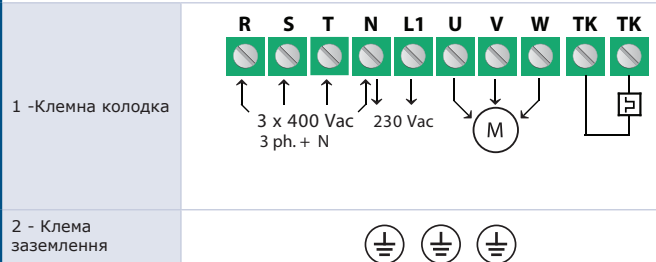 R S T N L1 U V W TK TK
1 -Клемна колодка
3 x 400 Vac 230 Vac
3 ph. + N
M
2 - Клема
заземлення